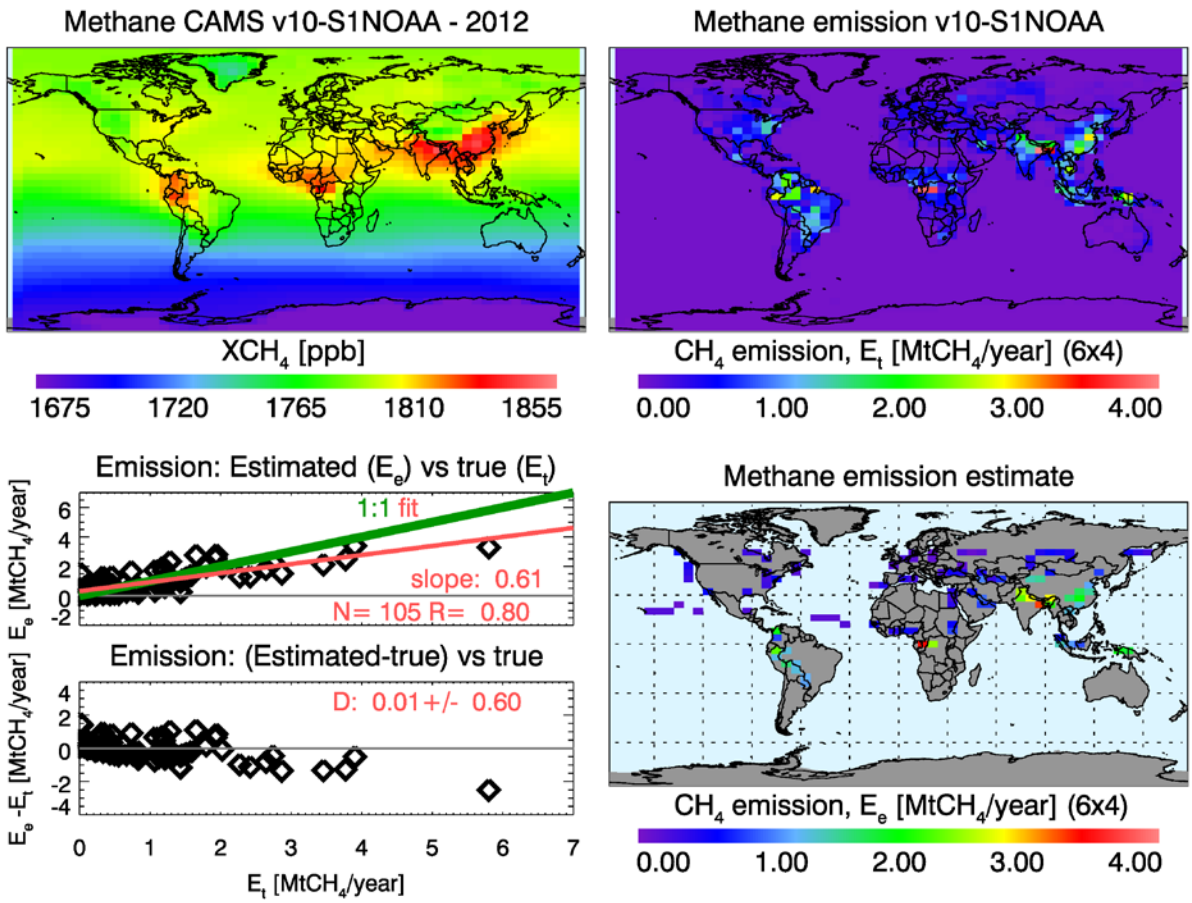 Methane CAMS v10-S1NOAA - 2012
XCH₄ [ppb]
1675 1720 1765 1810 1855
Methane emission v10-S1NOAA
CH₄ emission, Eₜ [MtCH₄/year] (6x4)
0.00 1.00 2.00 3.00 4.00
Emission: Estimated (Eₑ) vs true (Eₜ)
Eₑ [MtCH₄/year]
6
4
2
0
-2
1:1 fit
slope: 0.61
N= 105 R= 0.80
Emission: (Estimated-true) vs true
Eₑ -Eₜ [MtCH₄/year]
4
2
0
-2
-4
D: 0.01+/- 0.60
0 1 2 3 4 5 6 7
Eₜ [MtCH₄/year]
Methane emission estimate
CH₄ emission, Eₑ [MtCH₄/year] (6x4)
0.00 1.00 2.00 3.00 4.00